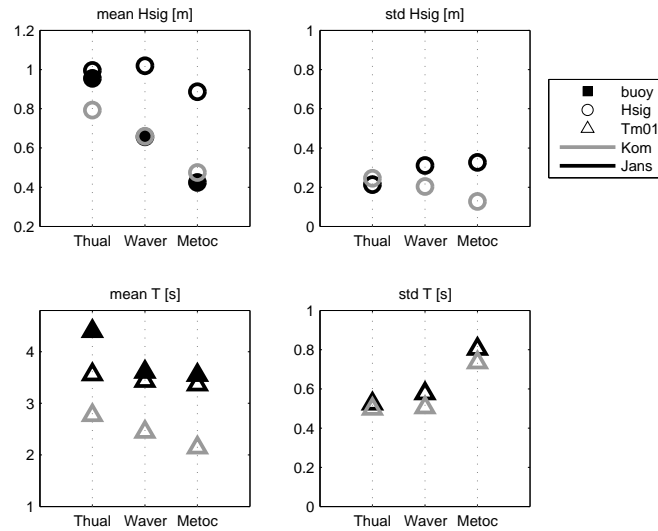 mean Hsig [m]
1.2
1
0.8
0.6
0.4
0.2
Thual Waver Metoc
std Hsig [m]
1
0.8
0.6
0.4
0.2
0
Thual Waver Metoc
buoy
Hsig
Tm01
Kom
Jans
mean T [s]
4
3
2
1
Thual Waver Metoc
std T [s]
1
0.8
0.6
0.4
0.2
0
Thual Waver Metoc